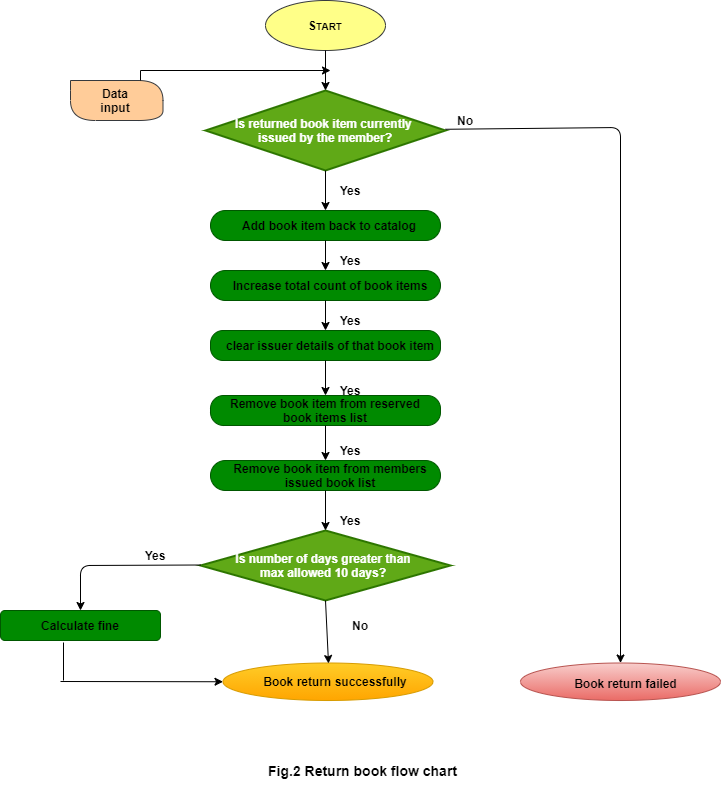 START
Data
input
Is returned book item currently
issued by the member?
No
Yes
Add book item back to catalog
Yes
Increase total count of book items
Yes
clear issuer details of that book item
Yes
Remove book item from reserved
book items list
Yes
Remove book item from members
issued book list
Yes
Is number of days greater than
max allowed 10 days?
Yes
No
Calculate fine
Book return successfully
Book return failed
Fig.2 Return book flow chart